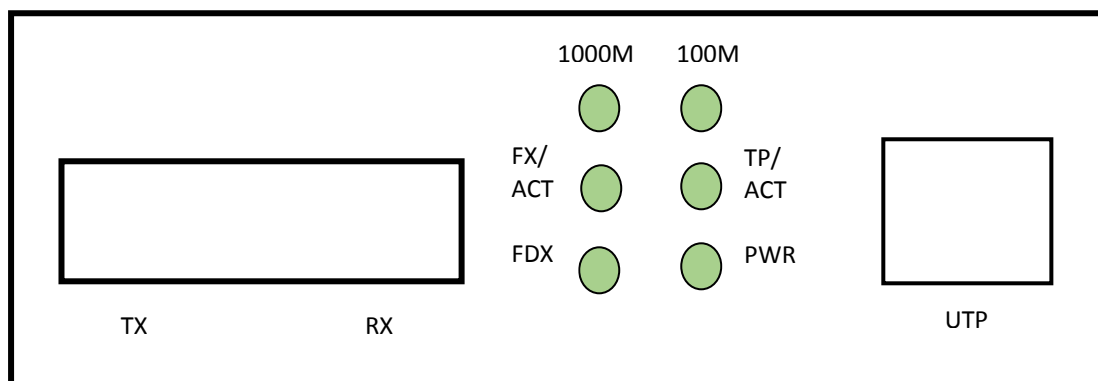 1000M 100M
FX/
ACT
TP/
ACT
FDX PWR
TX RX UTP